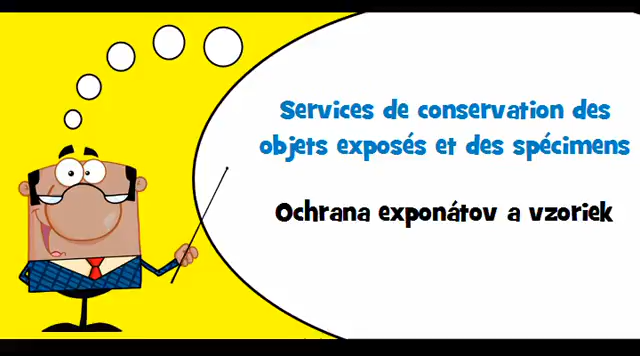 Services de conservation des
objets exposés et des spécimens
Ochrana exponátov a vzoriek